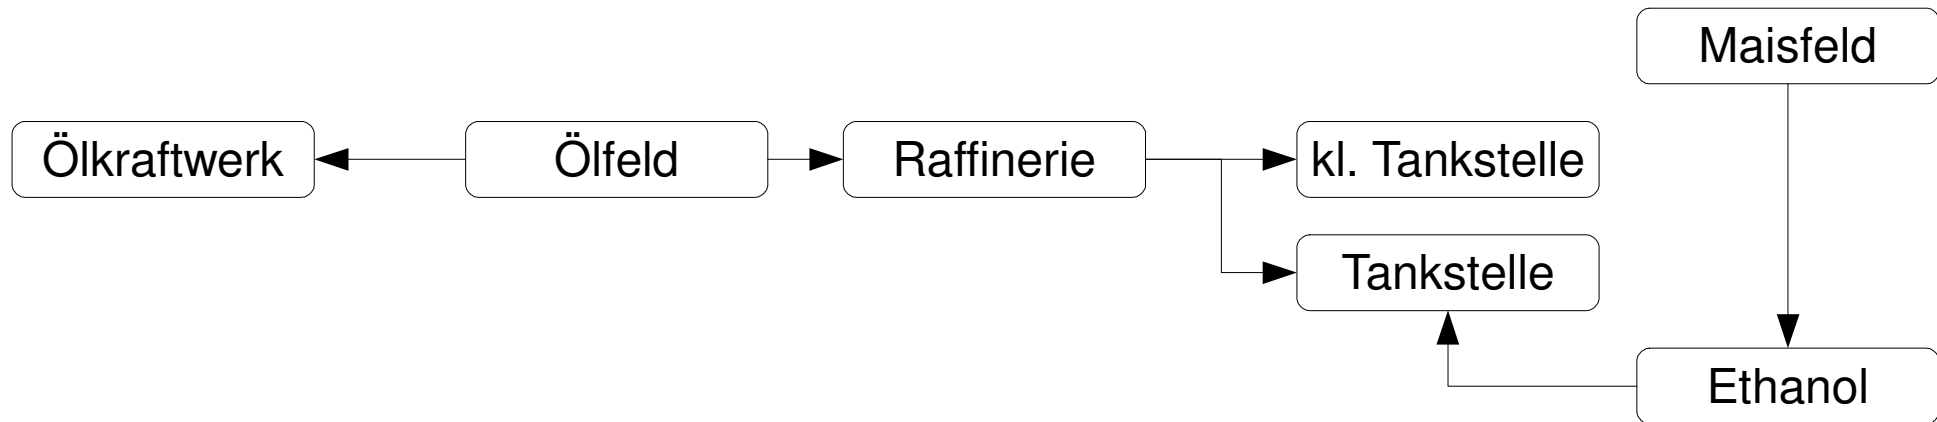 Maisfeld
Ölkraftwerk
Ölfeld
Raffinerie
kl. Tankstelle
Tankstelle
Ethanol